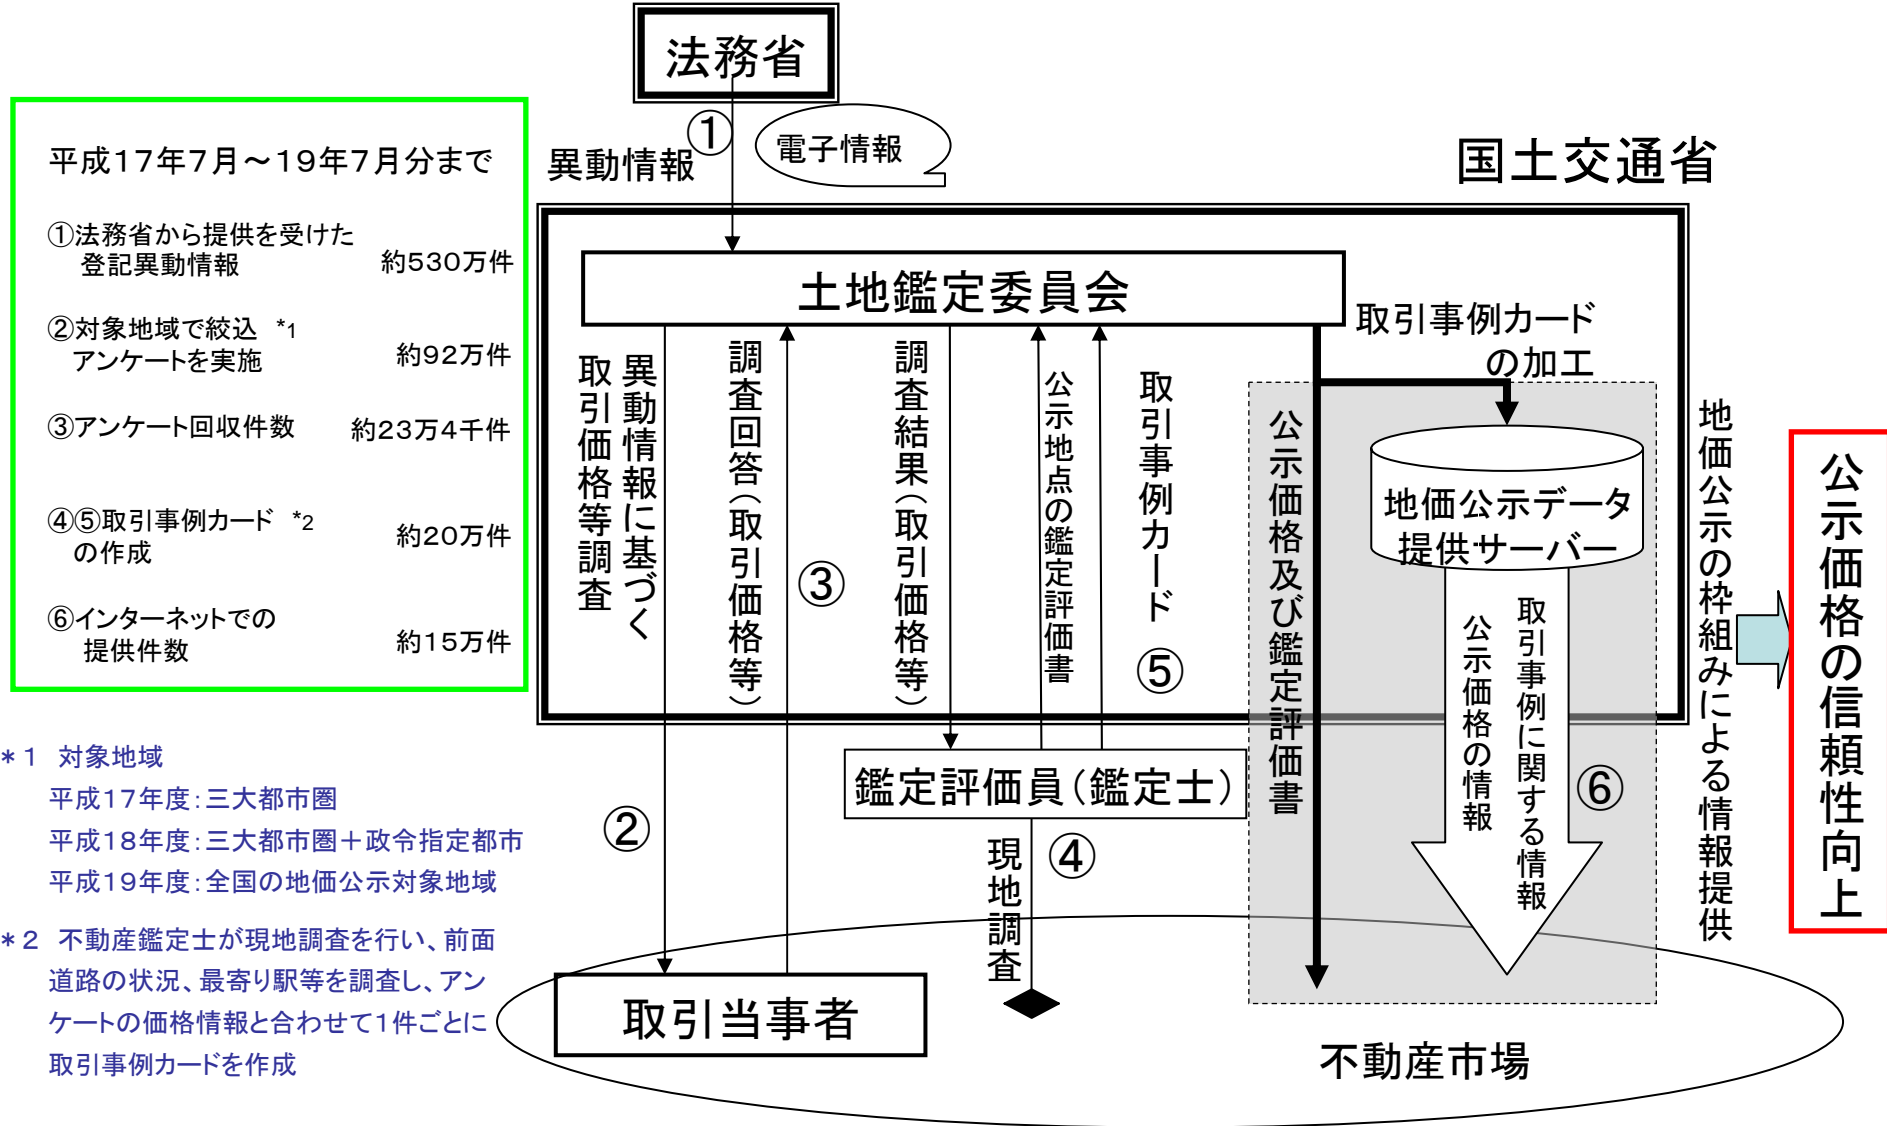 法務省
①
電子情報
異動情報
国土交通省
平成17年7月～19年7月分まで
①法務省から提供を受けた
登記異動情報 約530万件
②対象地域で絞込 *1
アンケートを実施 約92万件
③アンケート回収件数 約23万4千件
④⑤取引事例カード *2
の作成 約20万件
⑥インターネットでの
提供件数 約15万件
土地鑑定委員会
取引事例カード
の加工
異動情報に基づく
取引価格等調査
②
調査回答(取引価格等)
③
調査結果(取引価格等)
公示地点の鑑定評価書
取引事例カード
⑤
公示価格及び鑑定評価書
地価公示データ
提供サーバー
取引事例に関する情報
公示価格の情報
⑥
地価公示の枠組みによる情報提供
公示価格の信頼性向上
鑑定評価員(鑑定士)
④
現地調査
取引当事者
不動産市場
*1 対象地域
平成17年度:三大都市圏
平成18年度:三大都市圏+政令指定都市
平成19年度:全国の地価公示対象地域
*2 不動産鑑定士が現地調査を行い、前面
道路の状況、最寄り駅等を調査し、アン
ケートの価格情報と合わせて1件ごとに
取引事例カードを作成